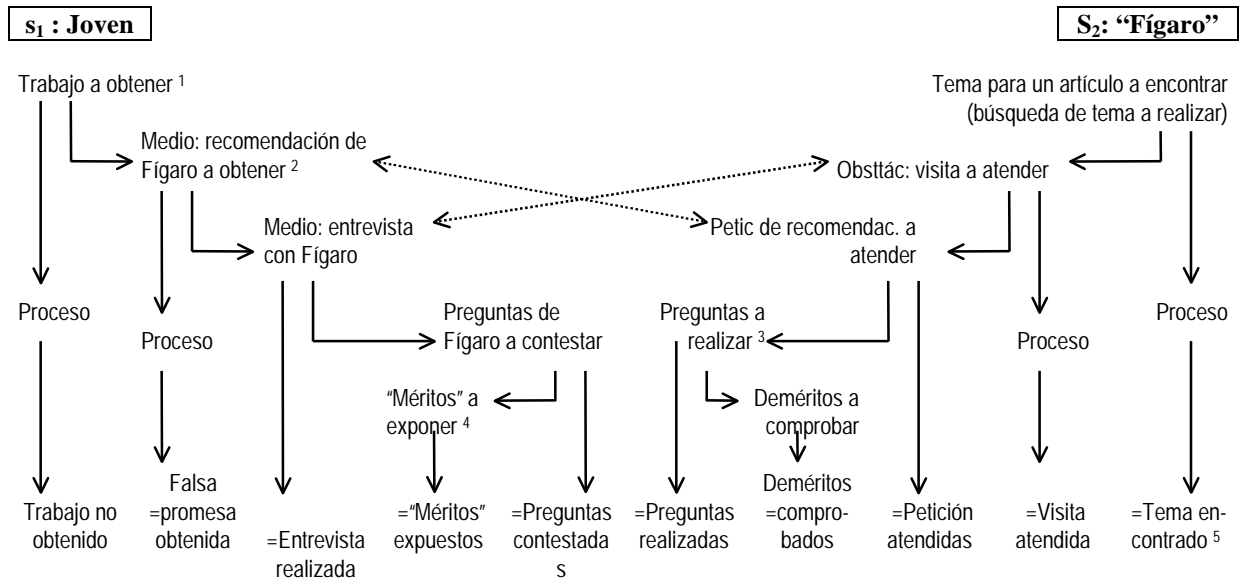 s₁ : Joven
S₂: “Fígaro”
Trabajo a obtener ¹
Tema para un artículo a encontrar
(búsqueda de tema a realizar)
Medio: recomendación de
Fígaro a obtener ²
Obsttác: visita a atender
Medio: entrevista
con Fígaro
Petic de recomendac. a
atender
Proceso
Proceso
Preguntas de
Fígaro a contestar
Preguntas a
realizar ³
Proceso
Proceso
“Méritos” a
exponer ⁴
Deméritos a
comprobar
Trabajo no
obtenido
Falsa
=promesa
obtenida
=Entrevista
realizada
=“Méritos”
expuestos
=Preguntas
contestada
s
=Preguntas
realizadas
Deméritos
=compro-
bados
=Petición
atendidas
=Visita
atendida
=Tema en-
contrado ⁵